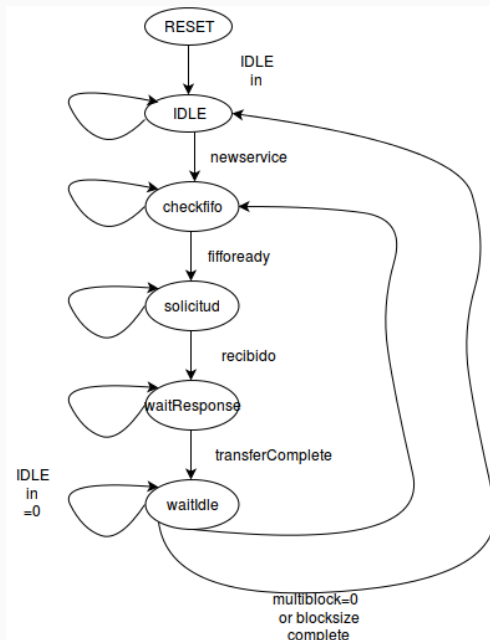 RESET
IDLE
in
IDLE
newservice
checkfifo
fiffoready
solicitud
recibido
waitResponse
transferComplete
IDLE
in
=0
waitIdle
multiblock=0
or blocksize
complete